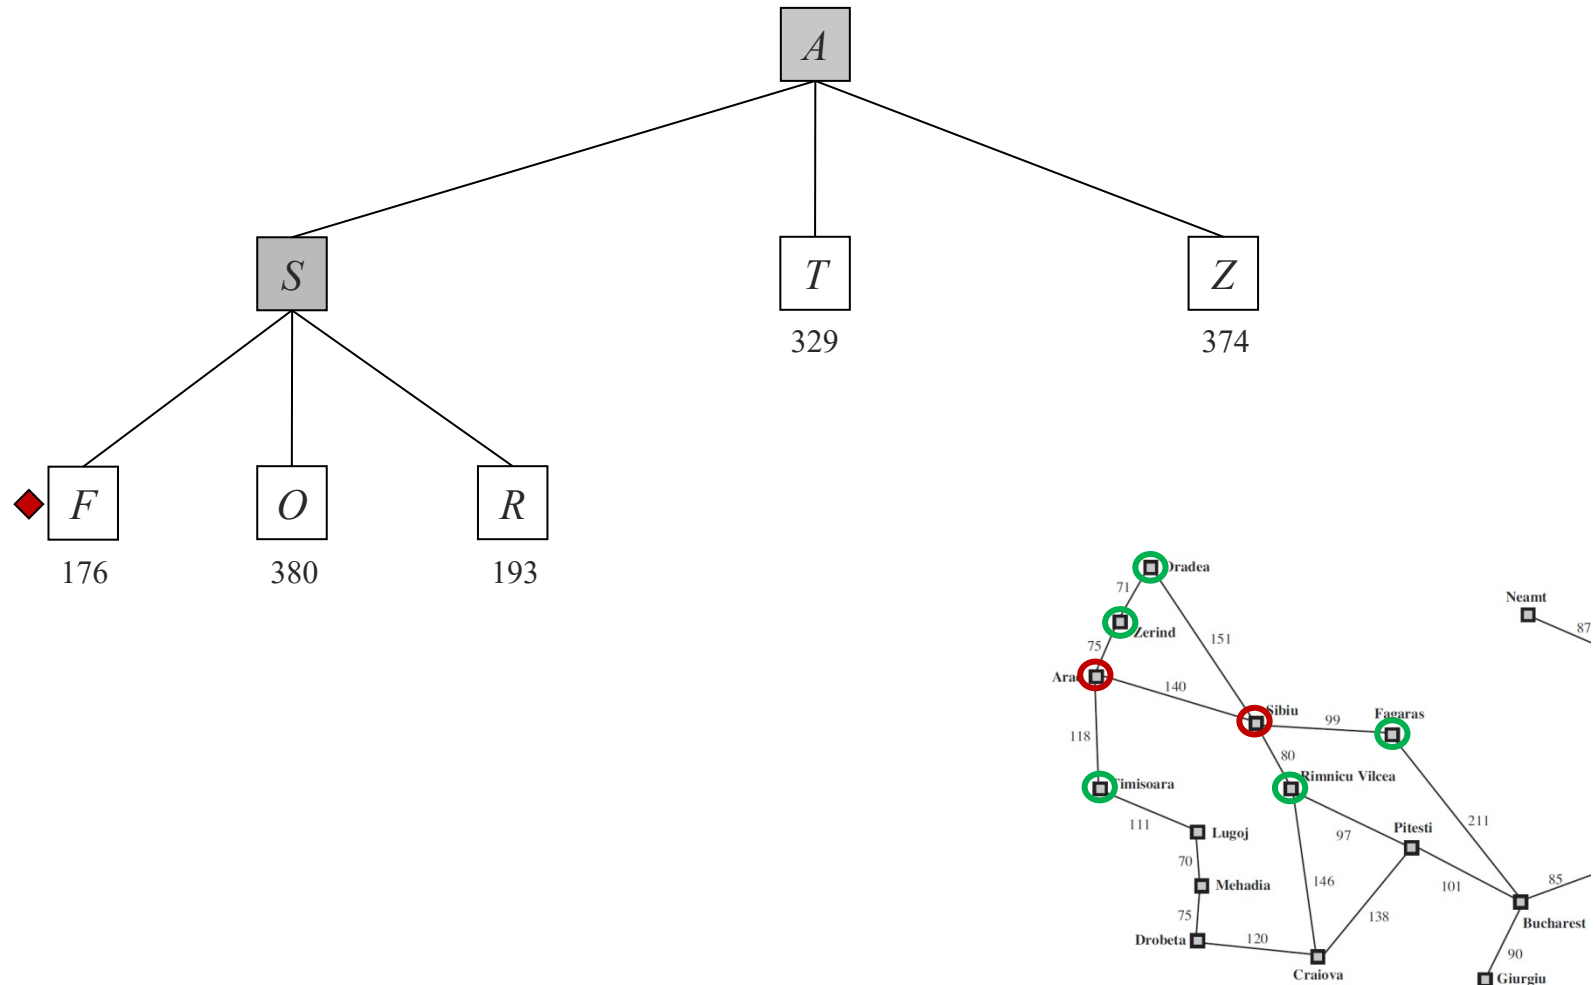 A
S
T
Z
329
374
F
O
R
176
380
193
Oradea
71
Neamt
87
Zerind
151
75
Arad
140
Sibiu
Fagaras
99
118
80
Timisoara
Rimnicu Vilcea
111
Lugoj
97
Pitesti
211
70
Mehadia
146
101
85
75
138
Bucharest
Drobeta
120
90
Craiova
Giurgiu